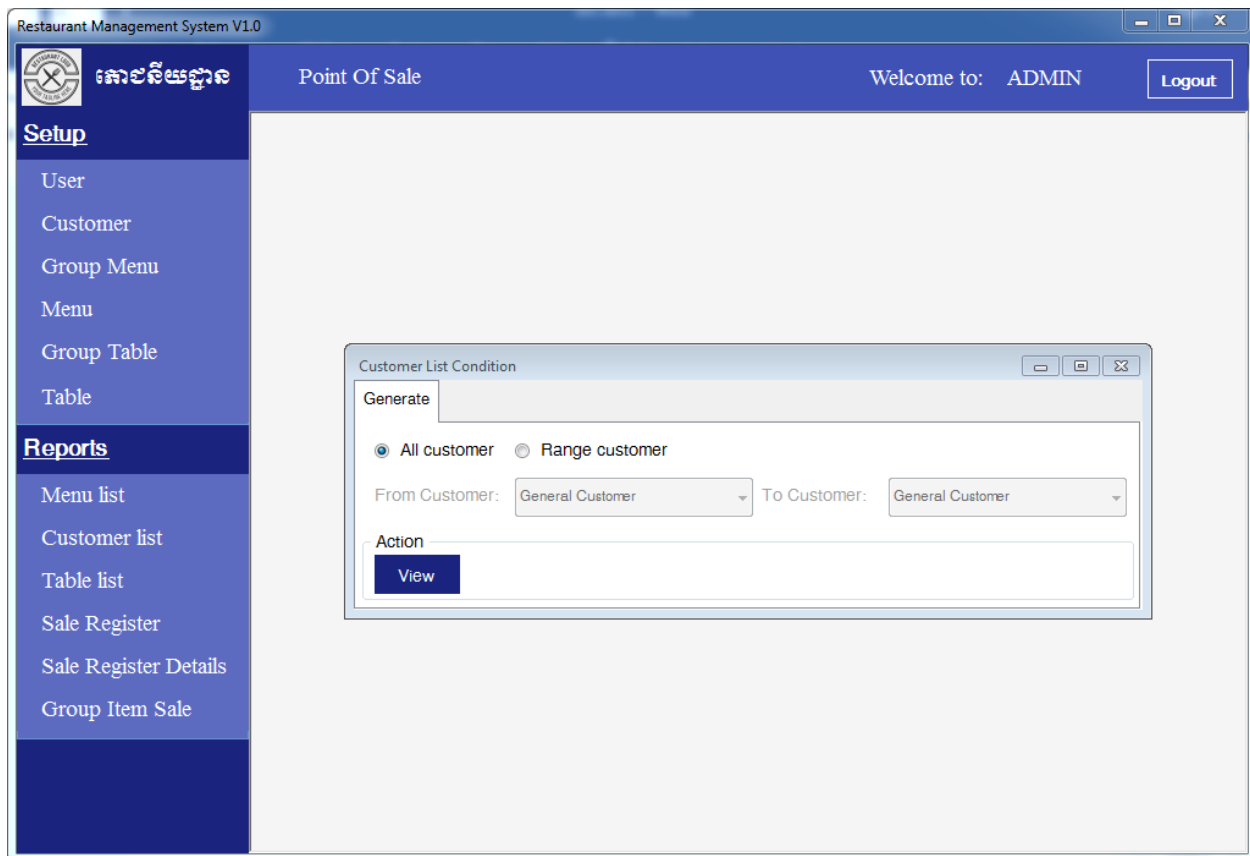 Restaurant Management System V1.0
ភោជនីយដ្ឋាន
Point Of Sale
Welcome to: ADMIN
Logout
Setup
User
Customer
Group Menu
Menu
Group Table
Table
Reports
Menu list
Customer list
Table list
Sale Register
Sale Register Details
Group Item Sale
Customer List Condition
Generate
All customer Range customer
From Customer: General Customer To Customer: General Customer
Action
View